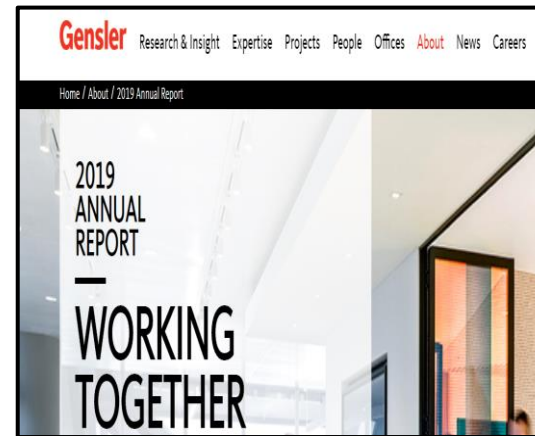 Gensler Research & Insight Expertise Projects People Offices About News Careers
Home / About / 2019 Annual Report
2019
ANNUAL
REPORT
WORKING
TOGETHER